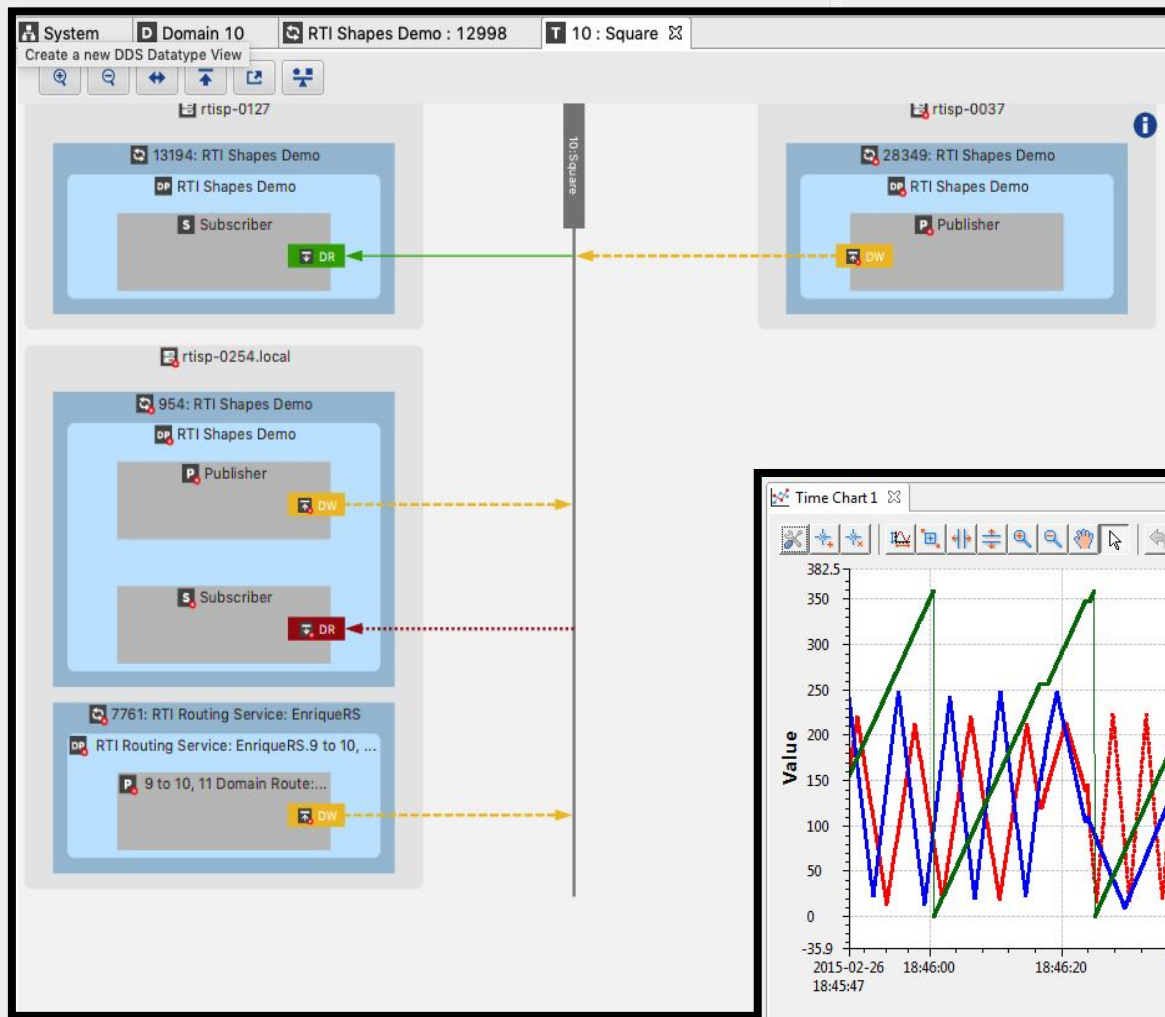 System
D Domain 10
RTI Shapes Demo : 12998
T 10 : Square
Create a new DDS Datatype View
rtisp-0127
13194: RTI Shapes Demo
DP RTI Shapes Demo
S Subscriber
DR
10:Square
rtisp-0037
28349: RTI Shapes Demo
DP RTI Shapes Demo
P Publisher
DW
rtisp-0254.local
954: RTI Shapes Demo
DP RTI Shapes Demo
P Publisher
DW
S Subscriber
DR
7761: RTI Routing Service: EnriqueRS
DP RTI Routing Service: EnriqueRS.9 to 10, ...
P 9 to 10, 11 Domain Route:...
DW
Time Chart 1
Value
382.5
350
300
250
200
150
100
50
0
-35.9
2015-02-26
18:45:47
18:46:00
18:46:20